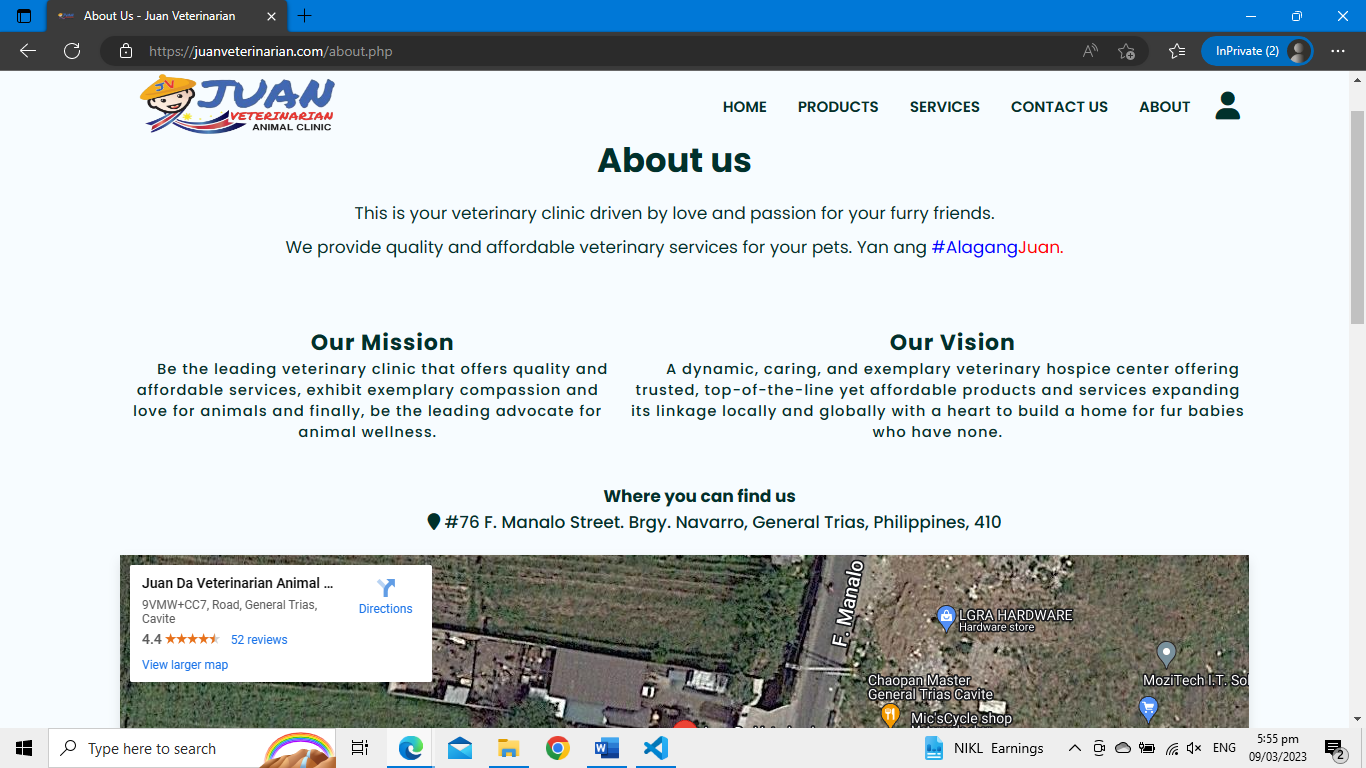 About Us - Juan Veterinarian
https://juanveterinarian.com/about.php
InPrivate (2)
JV
JUAN
VETERINARIAN
ANIMAL CLINIC
HOME PRODUCTS SERVICES CONTACT US ABOUT
About us
This is your veterinary clinic driven by love and passion for your furry friends.
We provide quality and affordable veterinary services for your pets. Yan ang #AlagangJuan.
Our Mission
Be the leading veterinary clinic that offers quality and
affordable services, exhibit exemplary compassion and
love for animals and finally, be the leading advocate for
animal wellness.
Our Vision
A dynamic, caring, and exemplary veterinary hospice center offering
trusted, top-of-the-line yet affordable products and services expanding
its linkage locally and globally with a heart to build a home for fur babies
who have none.
Where you can find us
#76 F. Manalo Street. Brgy. Navarro, General Trias, Philippines, 410
Juan Da Veterinarian Animal ...
Directions
9VMW+CC7, Road, General Trias,
Cavite
4.4 52 reviews
View larger map
F. Manalo
LGRA HARDWARE
Hardware store
MoziTech I.T. Sol
Chaopan Master
General Trias Cavite
Mic'sCycle shop
Type here to search
NIKL Earnings
ENG
5:55 pm
09/03/2023
2